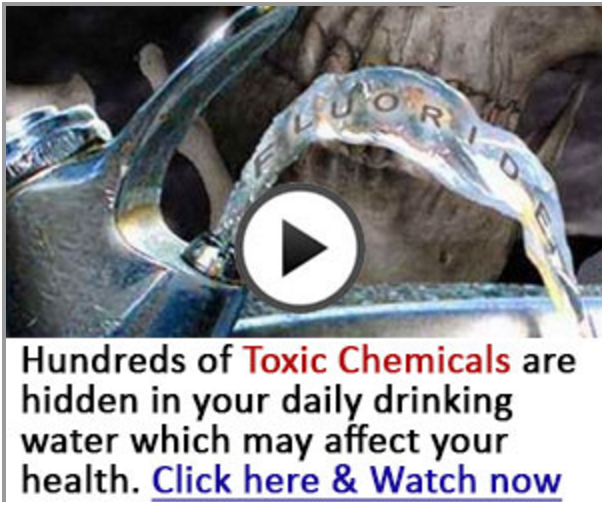 FLUORIDE
Hundreds of Toxic Chemicals are
hidden in your daily drinking
water which may affect your
health. Click here & Watch now